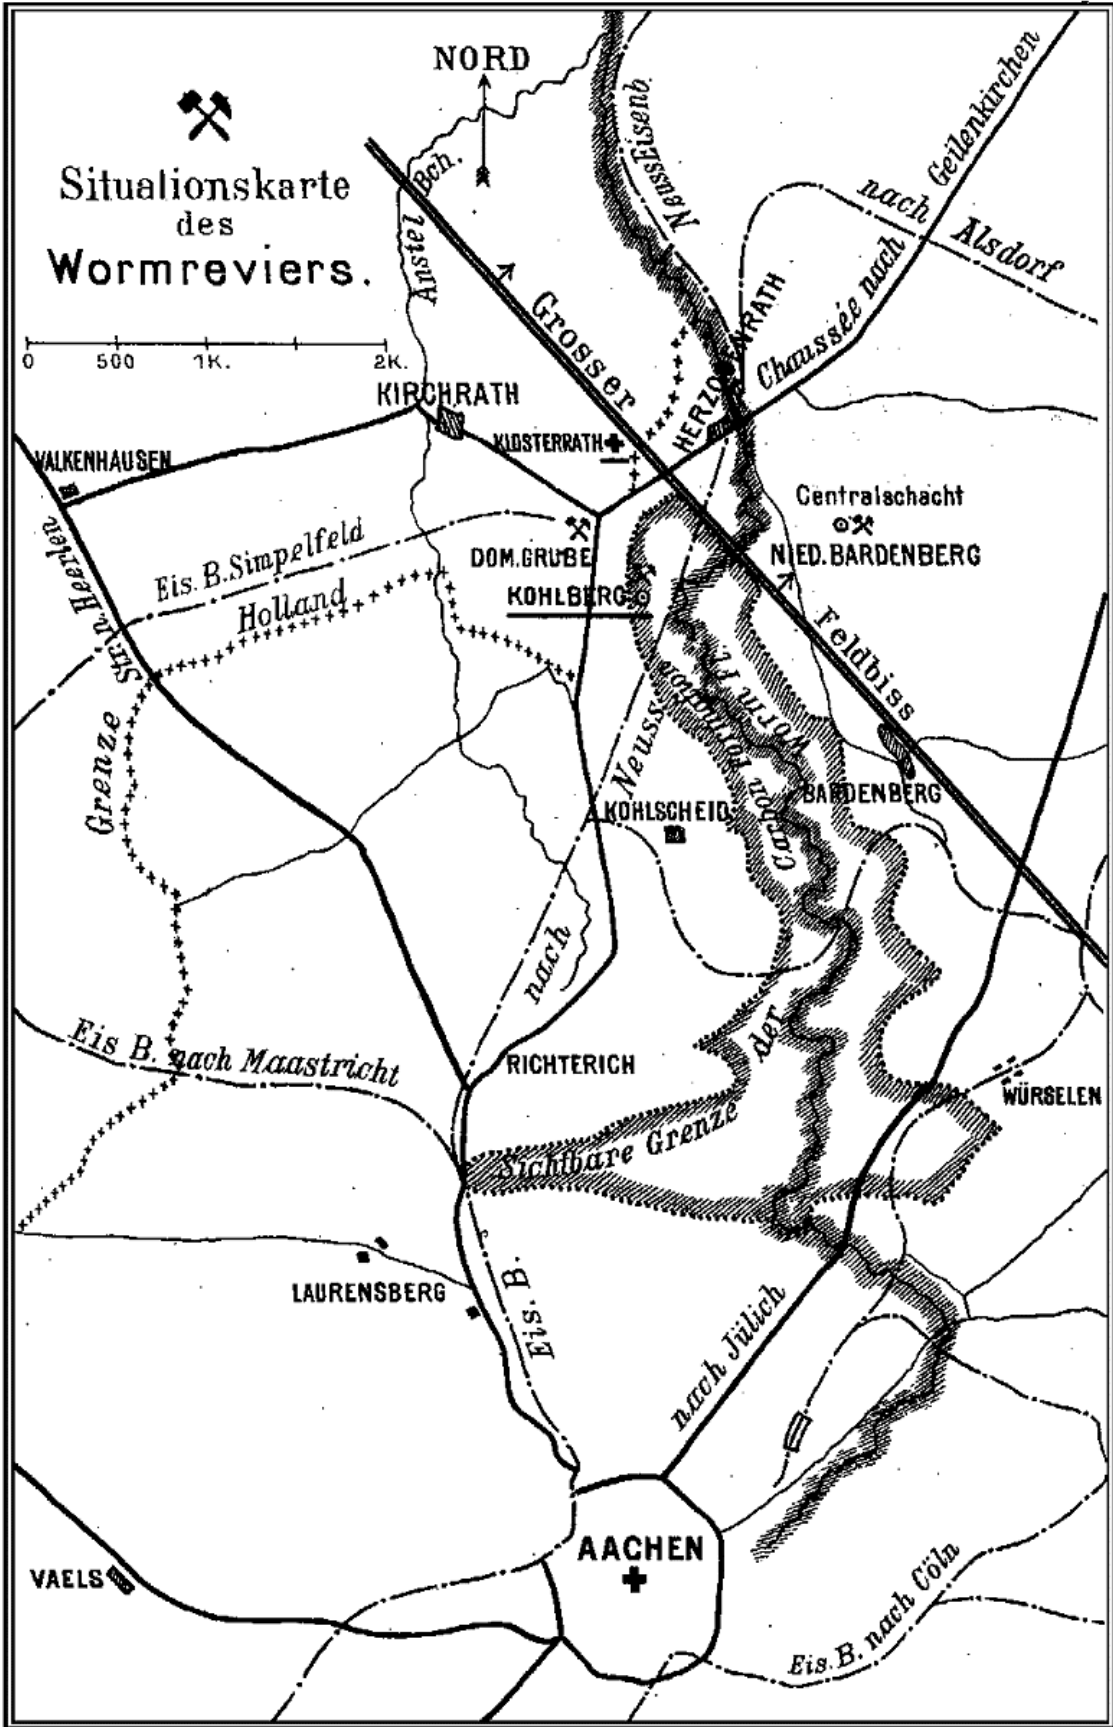 NORD
Situationskarte
des
Wormreviers.
0 500 1K. 2K.
Anstel Bch.
Neuss Eisenb.
nach Alsdorf
Chaussée nach Geilenkirchen
Grosser Feldbiss
HERZOGENRATH
KIRCHRATH
KLOSTERRATH
VALKENHAUSEN
Centralschacht
NIED. BARDENBERG
DOM. GRUBE
KOHLBERG
Eis. B. Simpelfeld
Holland
Grenze
Str. n. Heerlen
Worm Fl.
nach Neuss
KOHLSCHEID
BARDENBERG
Sichtbare Grenze der Carbon Formation
Eis B. nach Maastricht
RICHTERICH
WÜRSELEN
LAURENSBERG
Eis. B.
nach Jülich
AACHEN
VAELS
Eis. B. nach Cöln